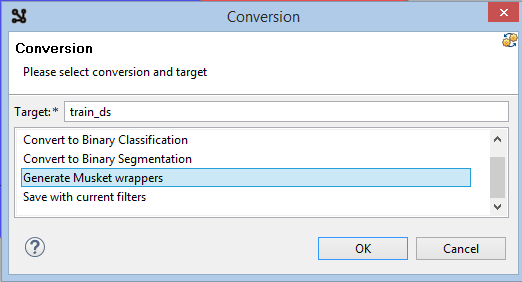 Conversion
Conversion
Please select conversion and target
Target:* train_ds
Convert to Binary Classification
Convert to Binary Segmentation
Generate Musket wrappers
Save with current filters
? OK Cancel